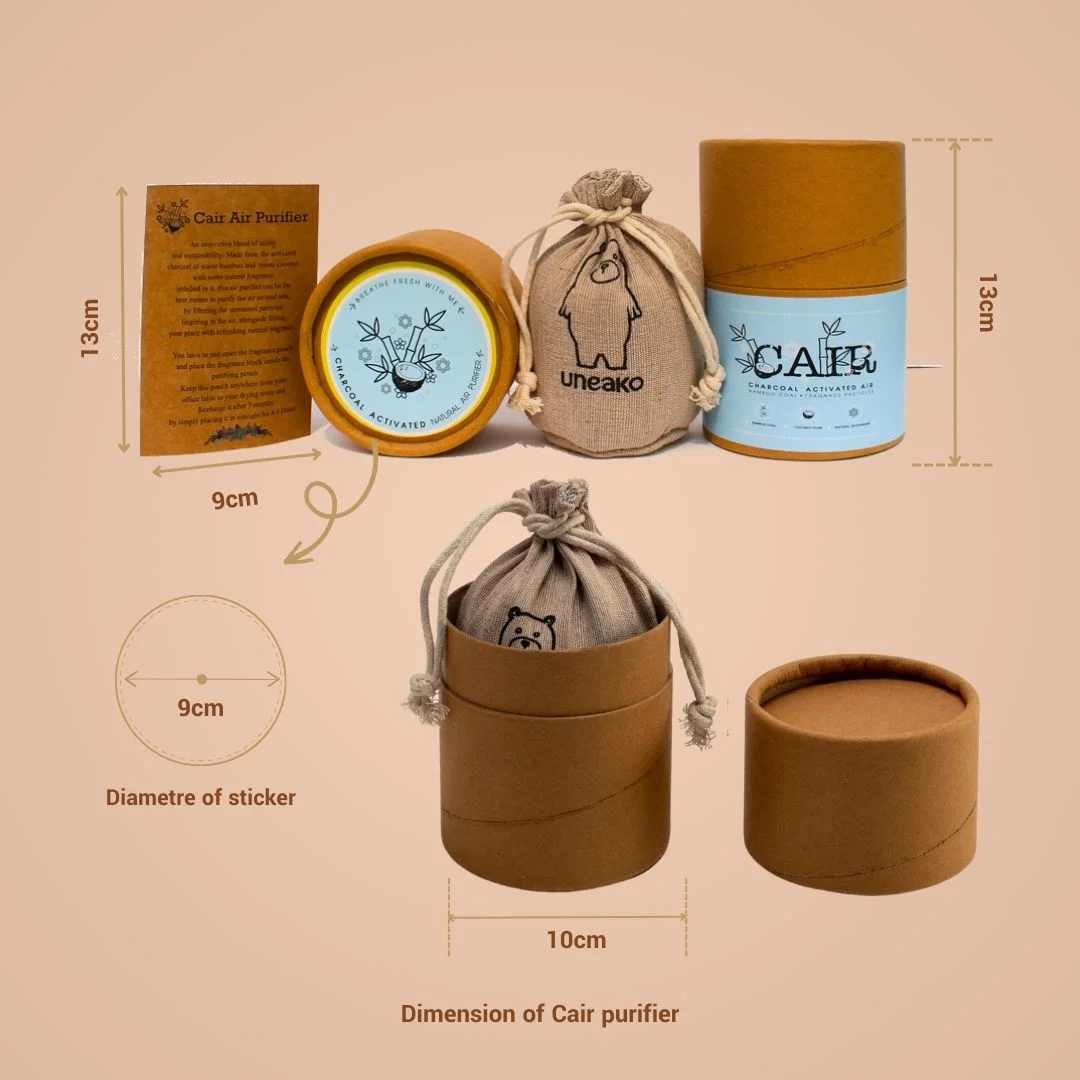 Cair Air Purifier
An innovative blend of utility
and sustainability. Made from the activated
charcoal of waste bamboo and waste coconut
with some natural fragrance
imbibed in it, this air purifier can be the
best means to purify the air around you,
by filtering the unwanted particles
lingering in the air, alongside filling
your place with refreshing natural fragrance
You have to just open the fragrance pouch
and place the fragrance block inside the
purifying pouch
Keep this pouch anywhere from your
office table to your drying store
Recharge it after 3 months
by simply placing it in sunlight for 4-5 Hours
13cm
9cm
BREATHE FRESH WITH ME
CHARCOAL ACTIVATED NATURAL AIR PURIFIER
uneaKO
CAIR
CHARCOAL ACTIVATED AIR
BAMBOO COAL • FRAGNACE PARTICLES
BAMBOO COAL
13cm
9cm
Diametre of sticker
10cm
Dimension of Cair purifier